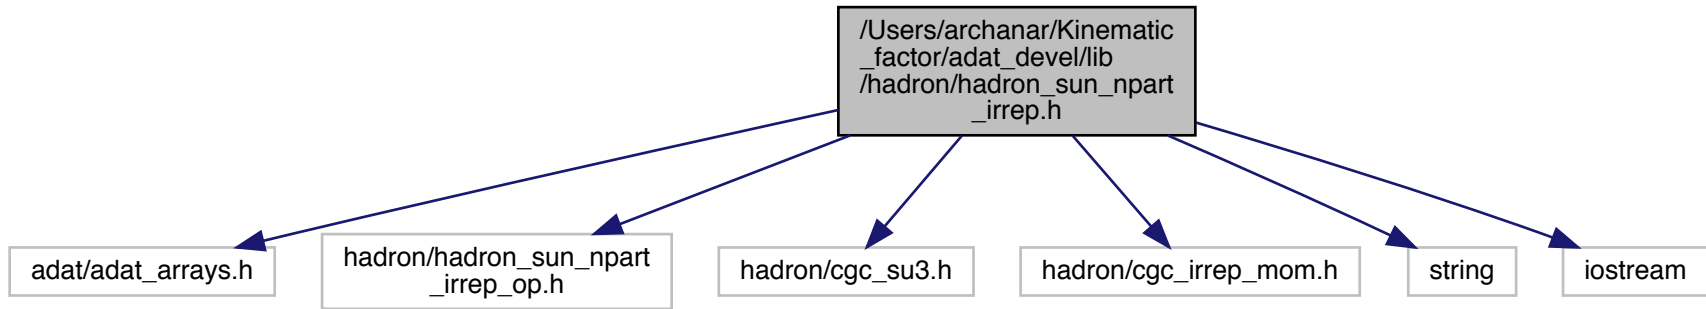 /Users/archanar/Kinematic
_factor/adat_devel/lib
/hadron/hadron_sun_npart
_irrep.h
adat/adat_arrays.h
hadron/hadron_sun_npart
_irrep_op.h
hadron/cgc_su3.h
hadron/cgc_irrep_mom.h
string
iostream